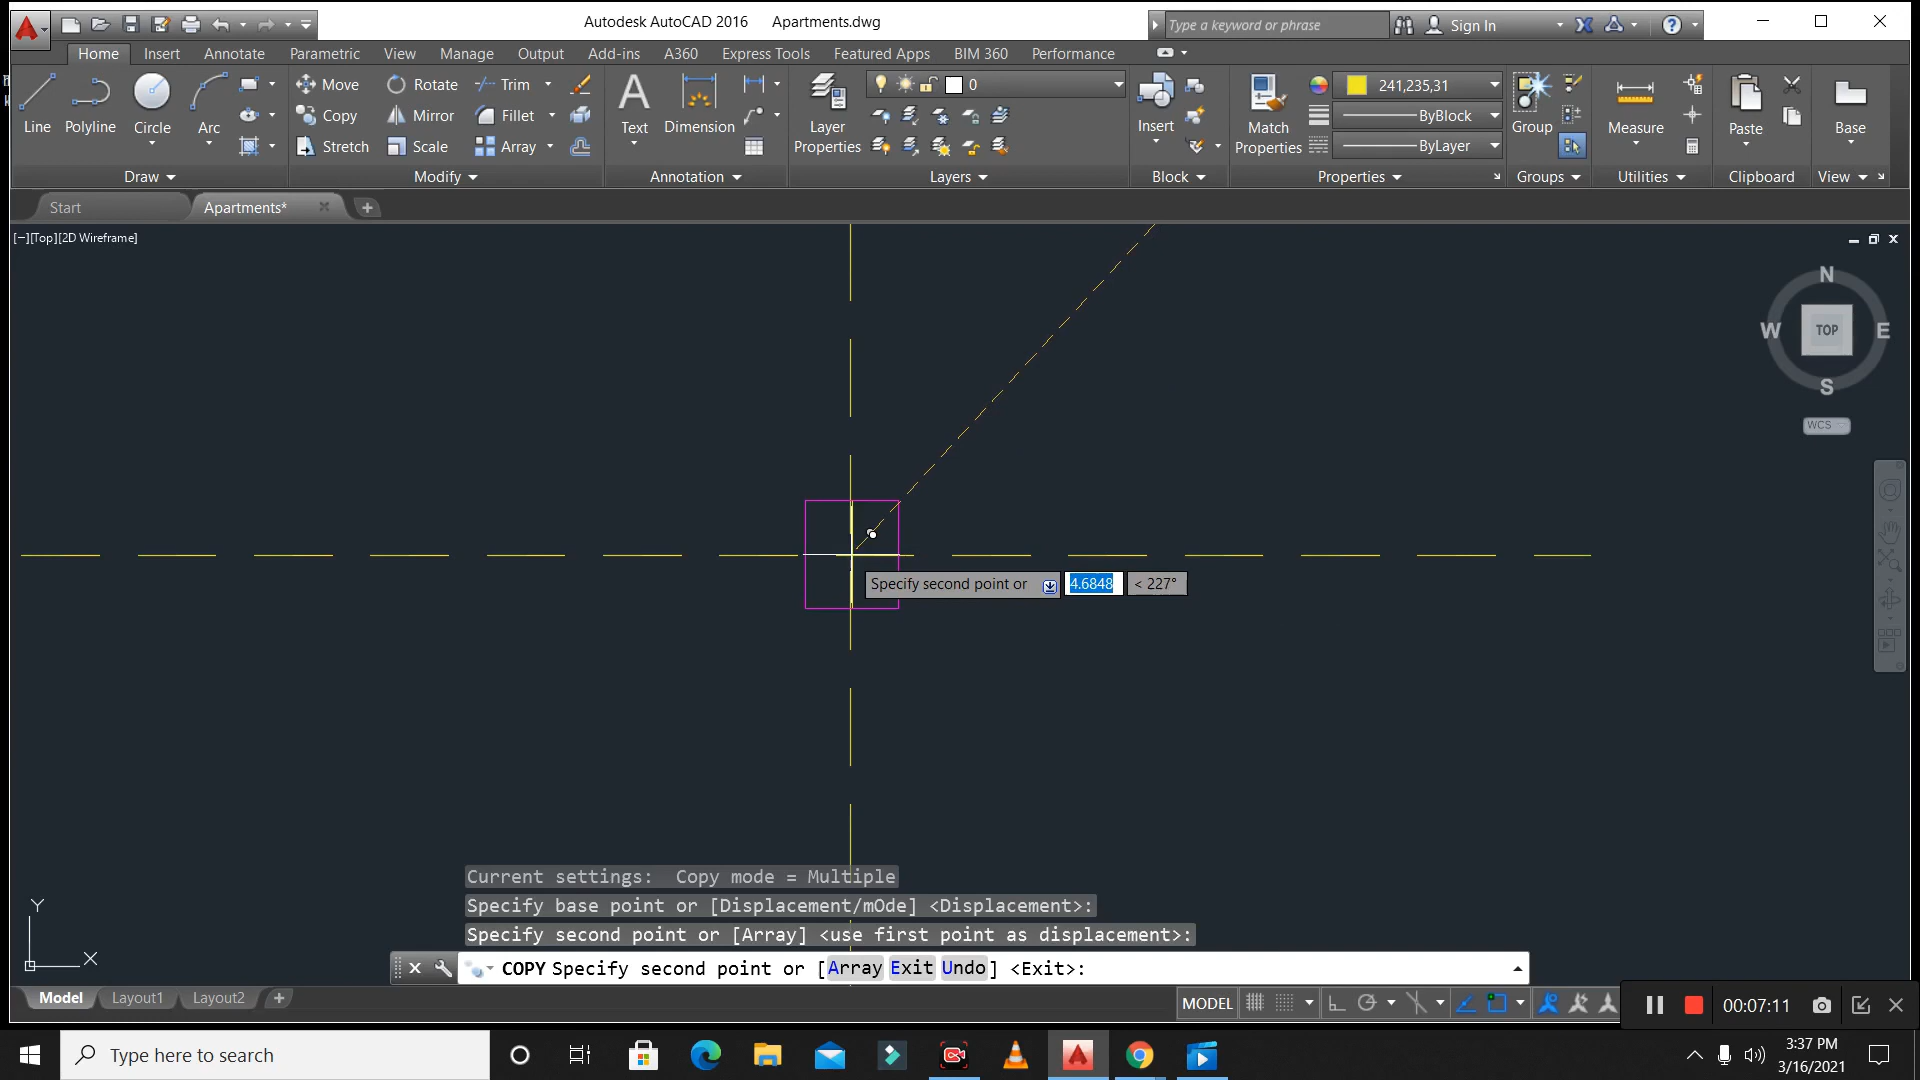 Autodesk AutoCAD 2016 Apartments.dwg
Type a keyword or phrase
Sign In
Home Insert Annotate Parametric View Manage Output Add-ins A360 Express Tools Featured Apps BIM 360 Performance
Line Polyline Circle Arc
Move Rotate Trim
Copy Mirror Fillet
Stretch Scale Array
Text Dimension
Layer Properties
0
Insert
Match Properties
241,235,31
ByBlock
ByLayer
Group
Measure
Paste
Base
Draw Modify Annotation Layers Block Properties Groups Utilities Clipboard View
Start Apartments*
[−][Top][2D Wireframe]
N
W TOP E
S
WCS
Specify second point or 4.6848 < 227°
Current settings: Copy mode = Multiple
Specify base point or [Displacement/mOde] <Displacement>:
Specify second point or [Array] <use first point as displacement>:
COPY Specify second point or [Array Exit Undo] <Exit>:
Y
X
Model Layout1 Layout2
MODEL
00:07:11
Type here to search
3:37 PM
3/16/2021